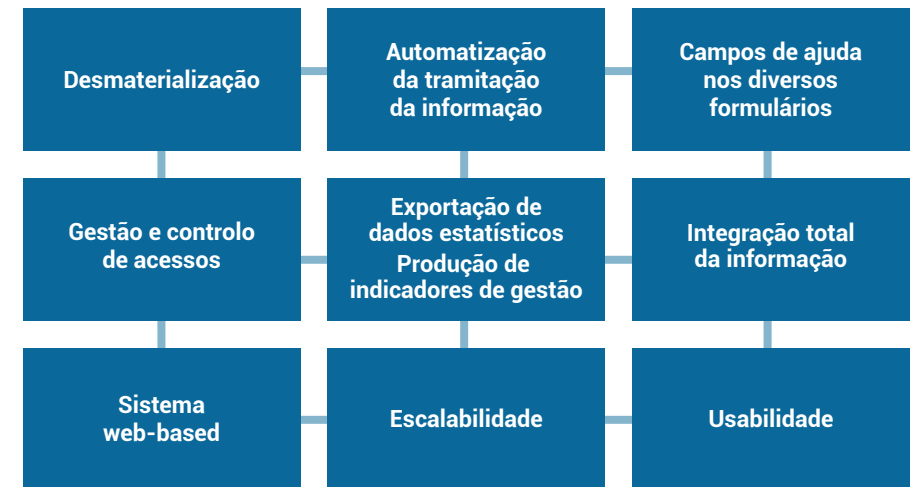 Desmaterialização
Automatização
da tramitação
da informação
Campos de ajuda
nos diversos
formulários
Gestão e controlo
de acessos
Exportação de
dados estatísticos
Produção de
indicadores de gestão
Integração total
da informação
Sistema
web-based
Escalabilidade
Usabilidade